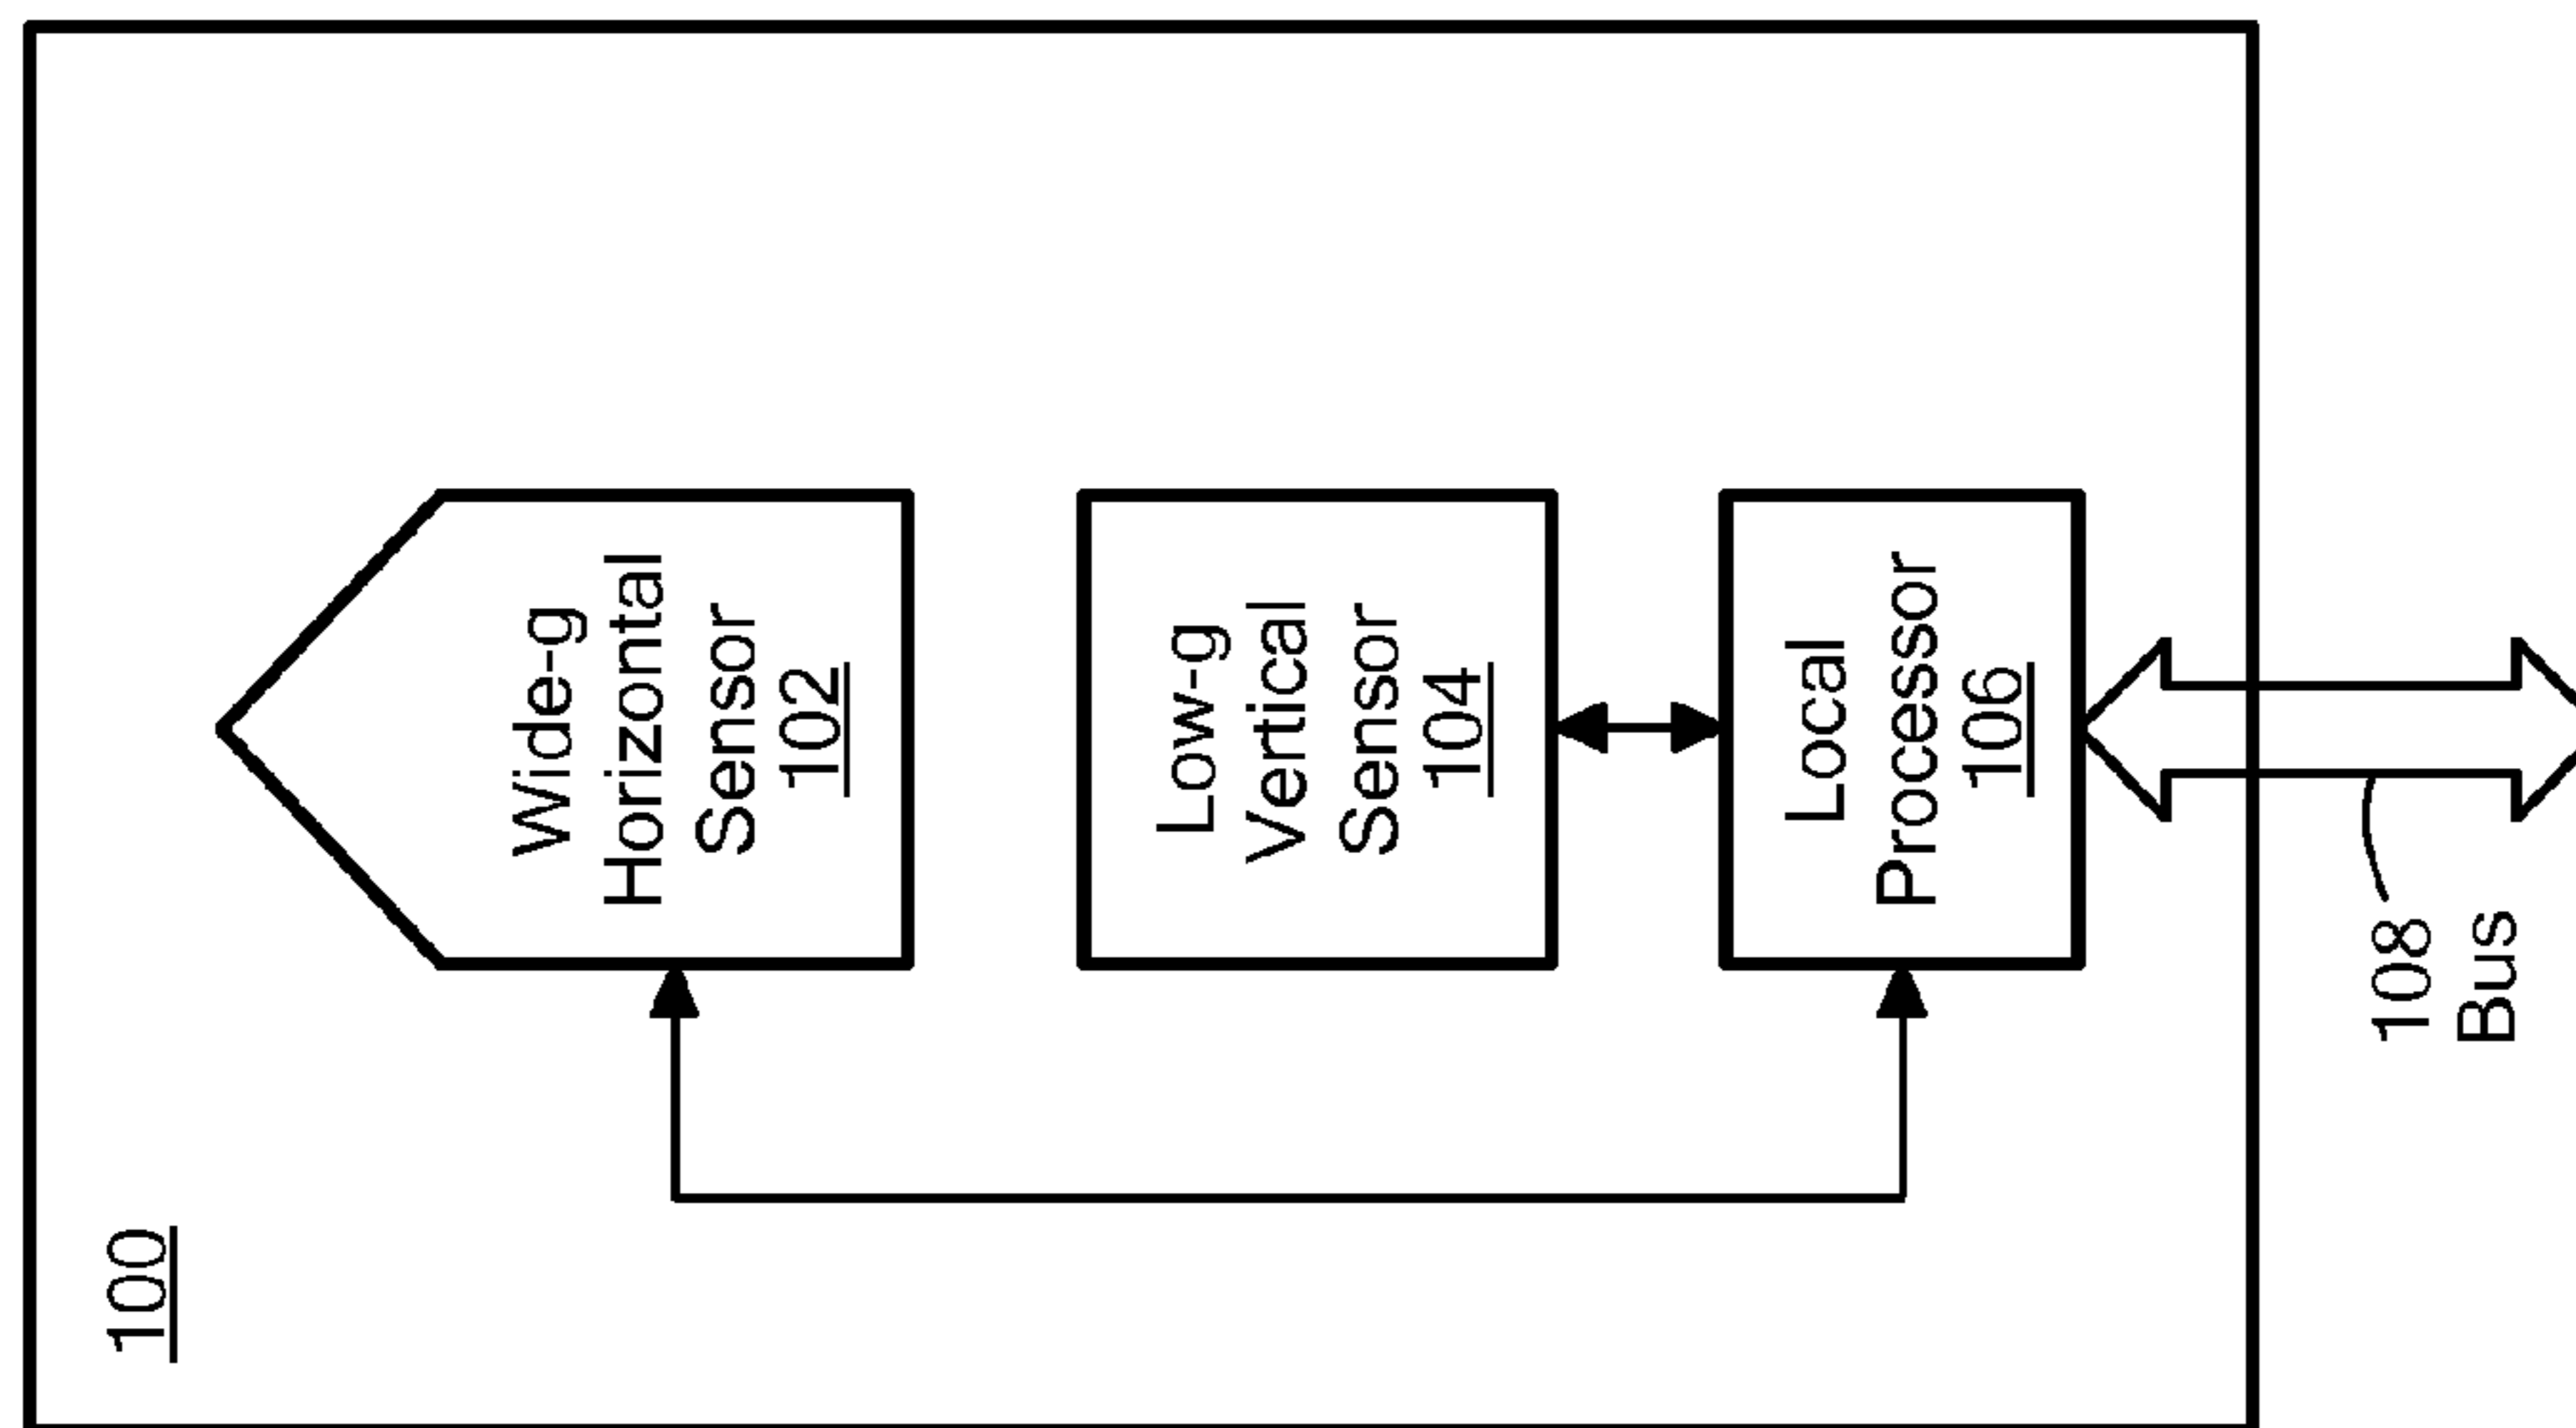 100
Wide-g
Horizontal
Sensor
102
Low-g
Vertical
Sensor
104
Local
Processor
106
108
Bus